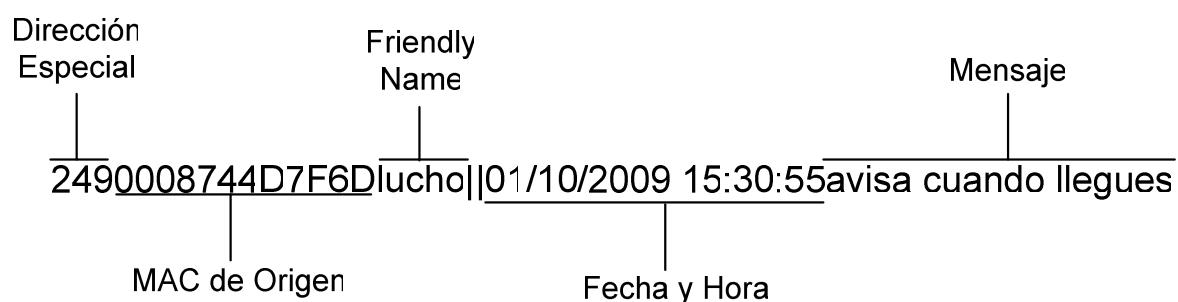 Dirección
Especial
Friendly
Name
Mensaje
2490008744D7F6Dlucho||01/10/2009 15:30:55avisa cuando llegues
MAC de Origen
Fecha y Hora